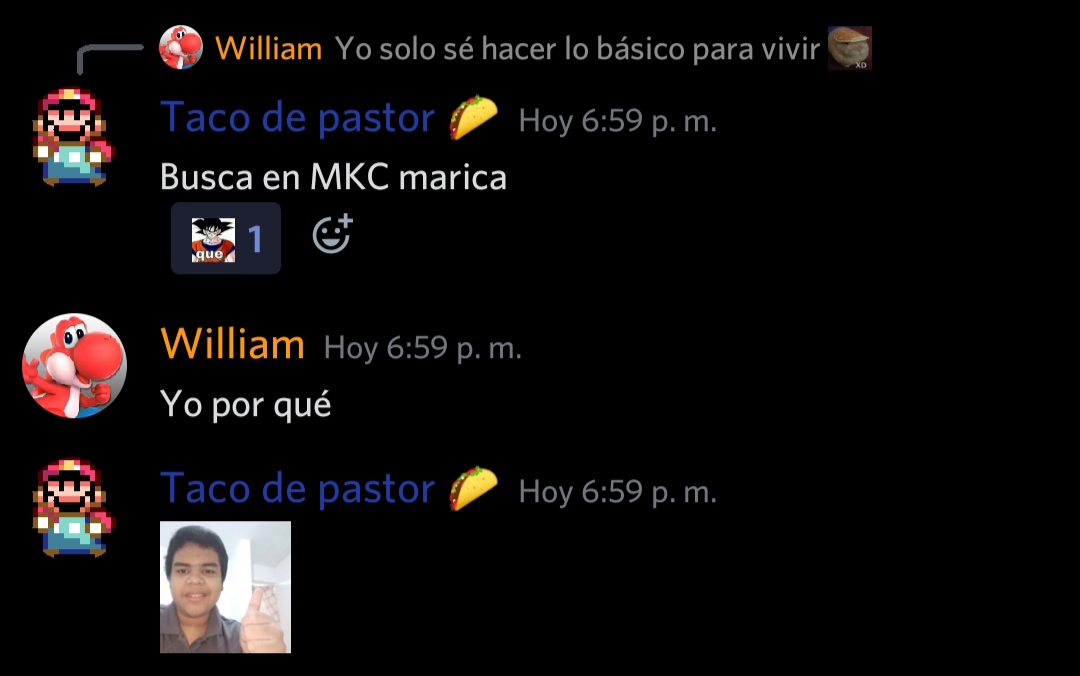 William Yo solo sé hacer lo básico para vivir XD
Taco de pastor Hoy 6:59 p. m.
Busca en MKC marica
que 1
William Hoy 6:59 p. m.
Yo por qué
Taco de pastor Hoy 6:59 p. m.